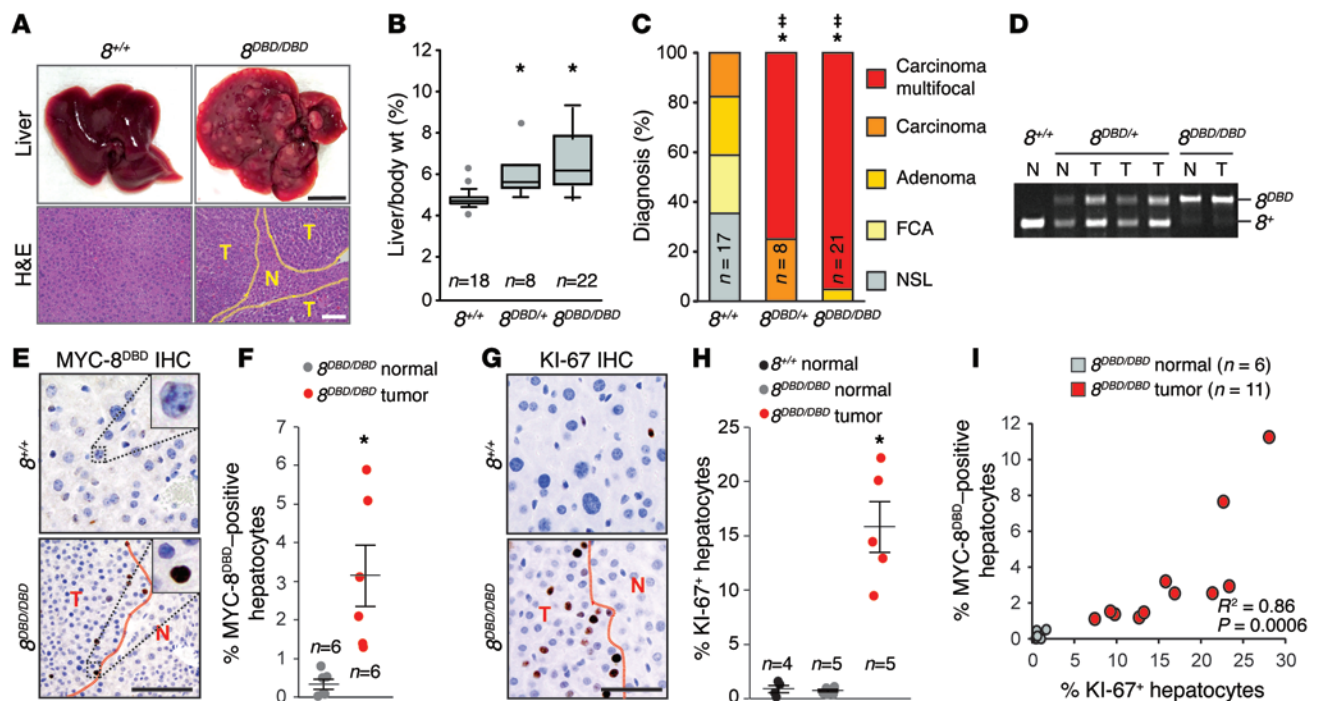 A
8+/+
8DBD/DBD
Liver
H&E
T
T
N
T
B
Liver/body wt (%)
12
10
8
6
4
2
0
*
*
n=18
n=8
n=22
8+/+
8DBD/+
8DBD/DBD
C
Diagnosis (%)
100
80
60
40
20
0
‡
*
‡
*
n = 17
n = 8
n = 21
8+/+
8DBD/+
8DBD/DBD
Carcinoma
multifocal
Carcinoma
Adenoma
FCA
NSL
D
8+/+
8DBD/+
8DBD/DBD
N N T T T N T
8DBD
8+
E
MYC-8DBD IHC
8+/+
8DBD/DBD
T
N
F
8DBD/DBD normal
8DBD/DBD tumor
% MYC-8DBD–positive
hepatocytes
7
6
5
4
3
2
1
0
*
n=6
n=6
G
KI-67 IHC
8+/+
8DBD/DBD
T
N
H
8+/+ normal
8DBD/DBD normal
8DBD/DBD tumor
% KI-67+ hepatocytes
25
20
15
10
5
0
*
n=4
n=5
n=5
I
8DBD/DBD normal (n = 6)
8DBD/DBD tumor (n = 11)
% MYC-8DBD–positive
hepatocytes
12
10
8
6
4
2
0
R2 = 0.86
P = 0.0006
0 5 10 15 20 25 30
% KI-67+ hepatocytes